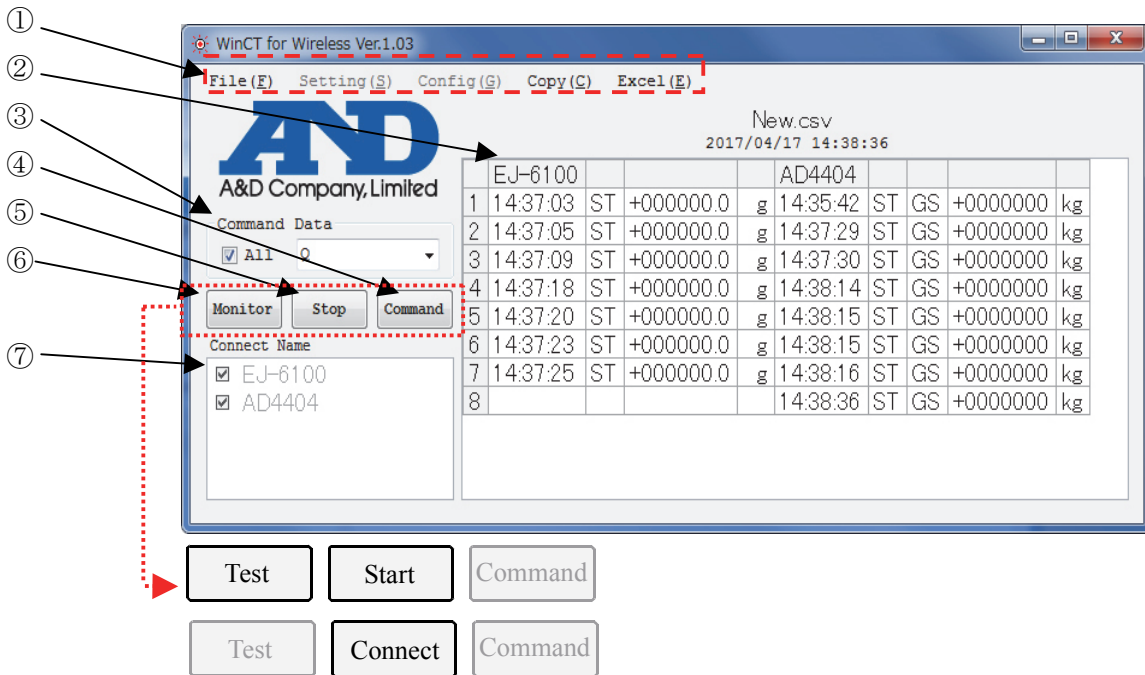 ①
WinCT for Wireless Ver.1.03
②
File(F) Setting(S) Config(G) Copy(C) Excel(E)
③
AND
A&D Company, Limited
New.csv
2017/04/17 14:38:36
④
EJ-6100 AD4404
1 14:37:03 ST +000000.0 g 14:35:42 ST GS +0000000 kg
⑤
Command Data
2 14:37:05 ST +000000.0 g 14:37:29 ST GS +0000000 kg
⑥
All Q
3 14:37:09 ST +000000.0 g 14:37:30 ST GS +0000000 kg
4 14:37:18 ST +000000.0 g 14:38:14 ST GS +0000000 kg
Monitor Stop Command
5 14:37:20 ST +000000.0 g 14:38:15 ST GS +0000000 kg
⑦
Connect Name
6 14:37:23 ST +000000.0 g 14:38:15 ST GS +0000000 kg
EJ-6100
7 14:37:25 ST +000000.0 g 14:38:16 ST GS +0000000 kg
AD4404
8 14:38:36 ST GS +0000000 kg
Test Start Command
Test Connect Command